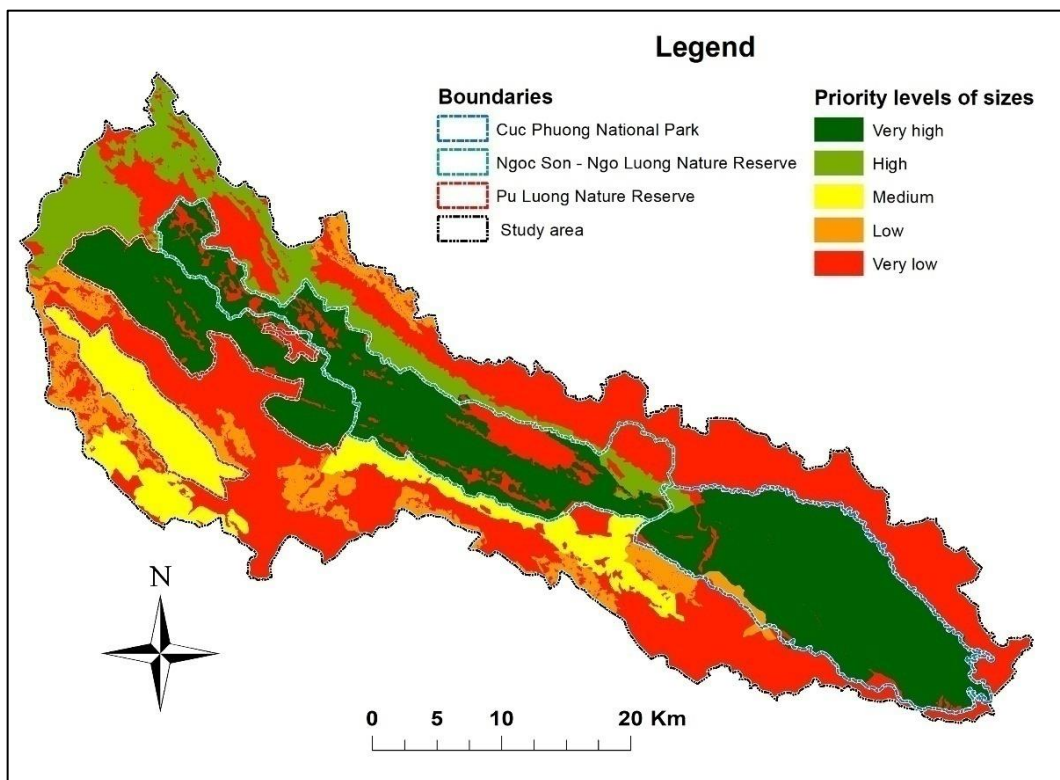 Legend
Boundaries
Cuc Phuong National Park
Ngoc Son - Ngo Luong Nature Reserve
Pu Luong Nature Reserve
Study area
Priority levels of sizes
Very high
High
Medium
Low
Very low
N
0 5 10 20 Km